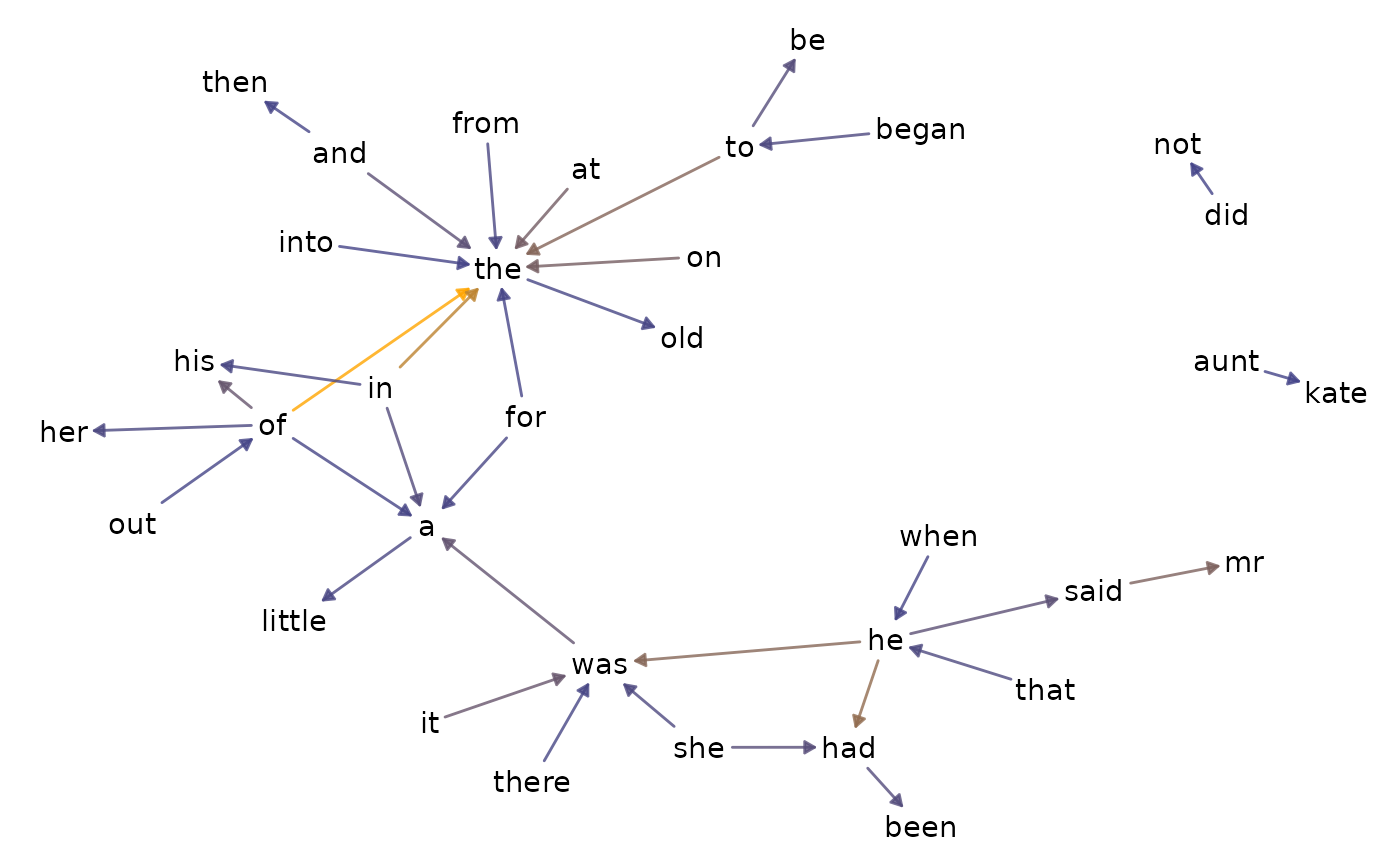 be
then
from
began
to
not
and
at
did
into
on
the
old
his
aunt
in
kate
for
of
her
out
a
when
mr
said
little
he
was
that
it
she
had
there
been